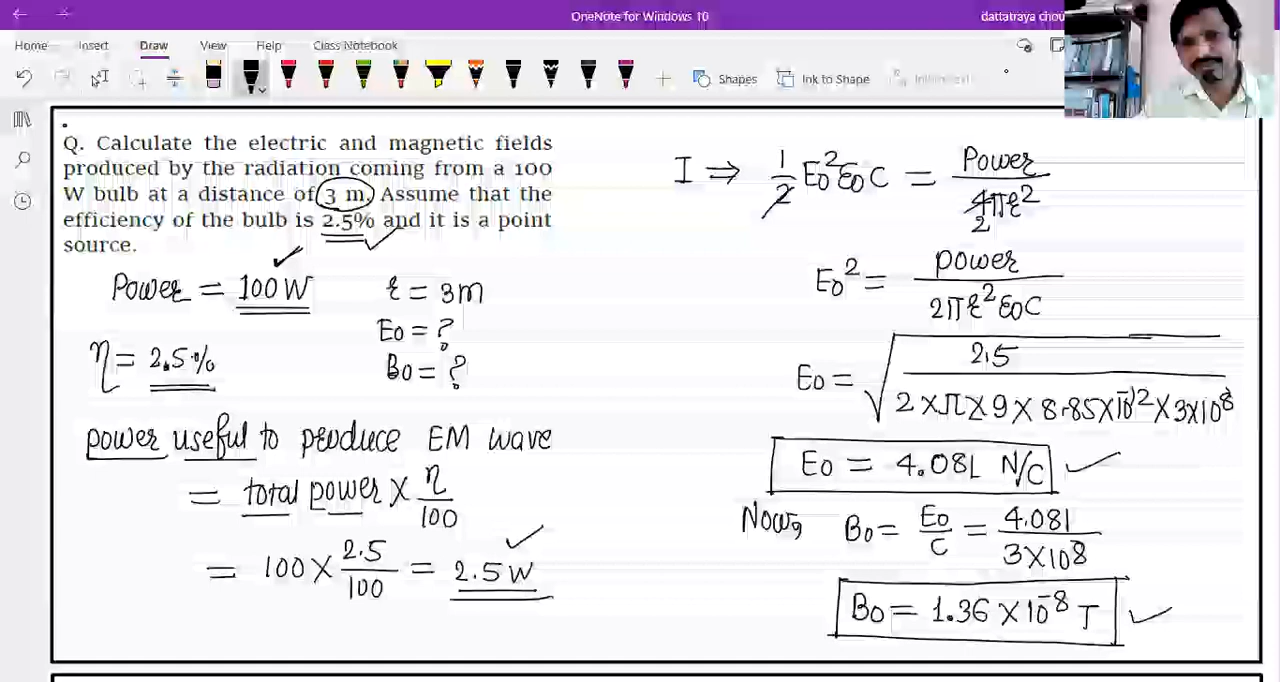 OneNote for Windows 10
dattatraya chou
Home Insert Draw View Help Class Notebook
Shapes Ink to Shape
Q. Calculate the electric and magnetic fields
produced by the radiation coming from a 100
W bulb at a distance of 3 m. Assume that the
efficiency of the bulb is 2.5% and it is a point
source.
Power = 100 W
η = 2.5 %
r = 3m
E0 = ?
B0 = ?
power useful to produce EM wave
= total power × η/100
= 100 × 2.5/100 = 2.5 W
I ⇒ 1/2 E0² ε0 C = Power/4πr²
2
E0² = power/2πr² ε0 C
E0 = √(2.5/2×π×9×8.85×10⁻¹²×3×10⁸)
E0 = 4.081 N/C
Now, B0 = E0/C = 4.081/3×10⁸
B0 = 1.36 ×10⁻⁸ T